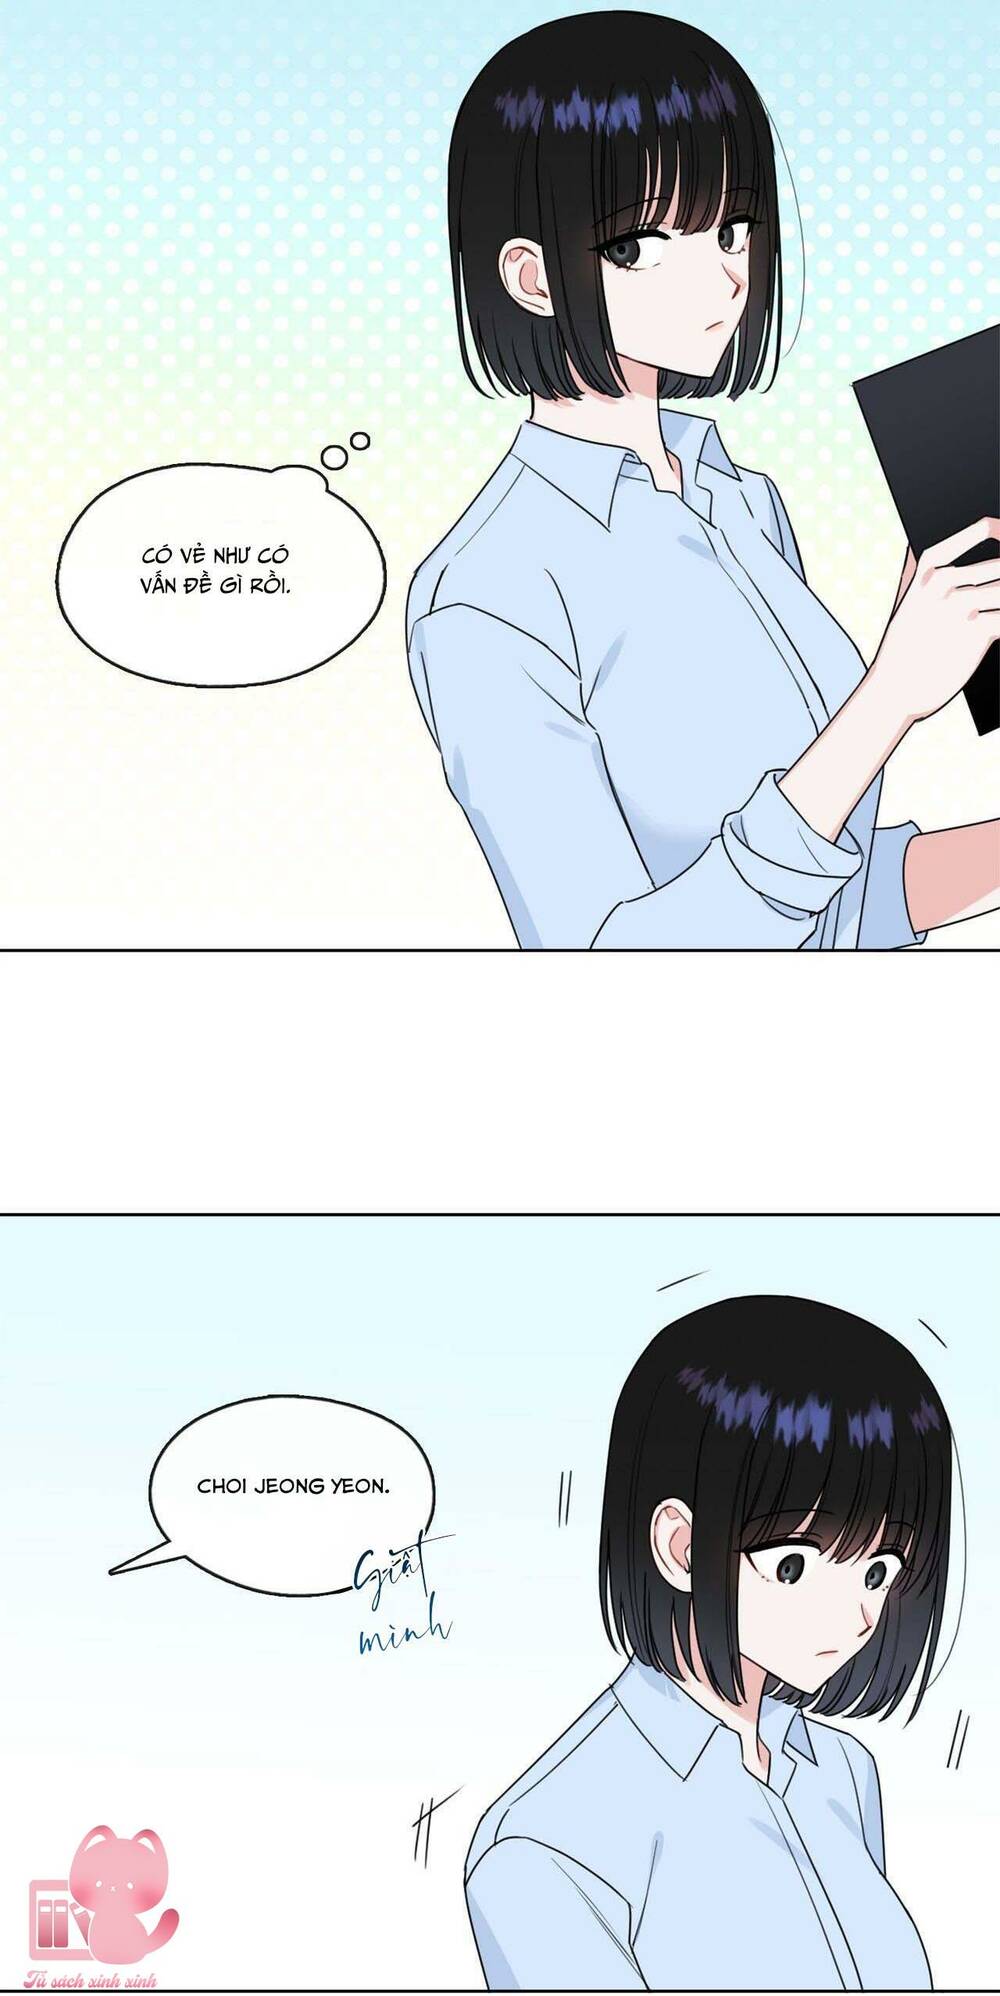 CÓ VẺ NHƯ CÓ
VẤN ĐỀ GÌ RỒI.
CHOI JEONG YEON.
Giật
mình
Tủ sách xinh xinh